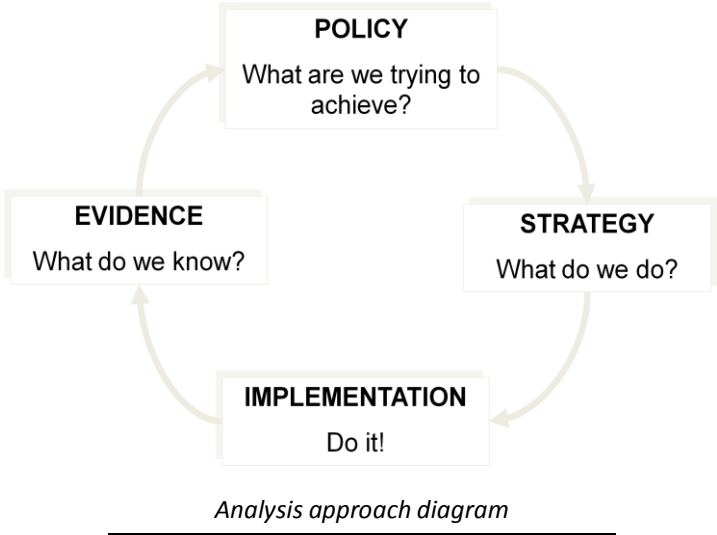 POLICY
What are we trying to
achieve?
EVIDENCE
What do we know?
STRATEGY
What do we do?
IMPLEMENTATION
Do it!
Analysis approach diagram